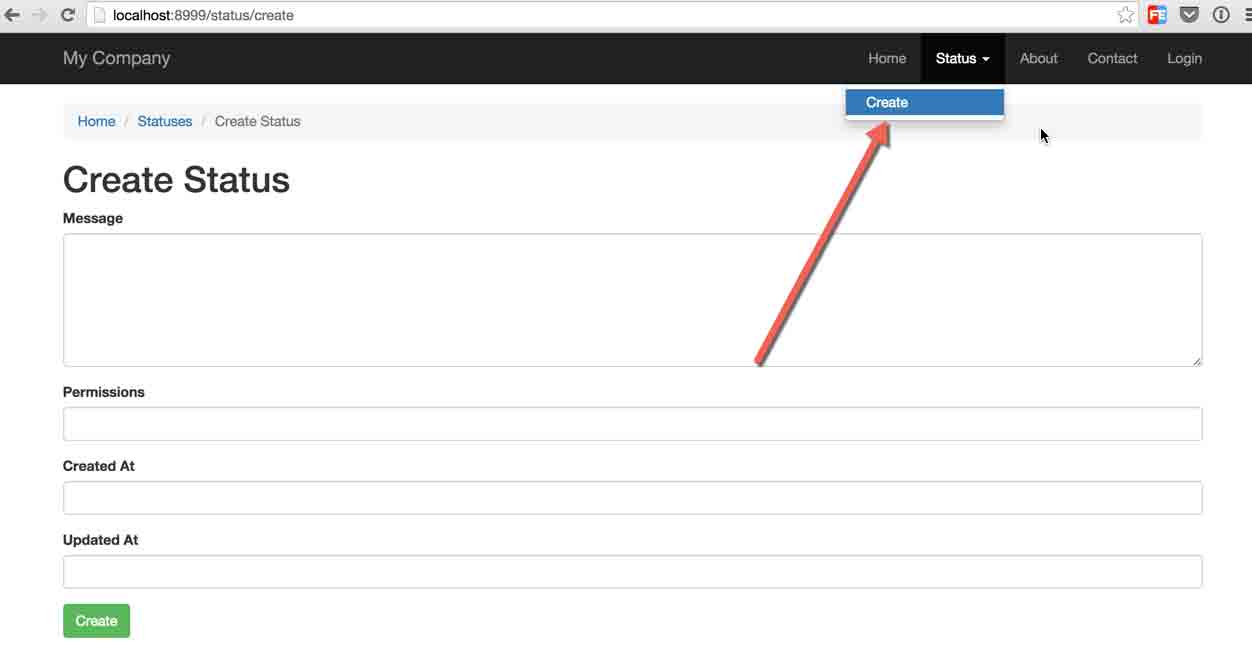 localhost:8999/status/create
FE
My Company Home Status About Contact Login
Create
Home / Statuses / Create Status
Create Status
Message
Permissions
Created At
Updated At
Create